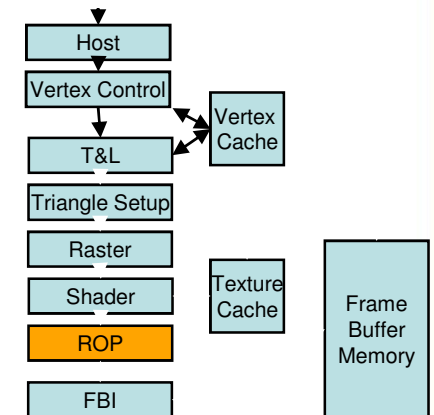 Host
Vertex Control
Vertex
Cache
T&L
Triangle Setup
Raster
Shader
Texture
Cache
Frame
Buffer
Memory
ROP
FBI